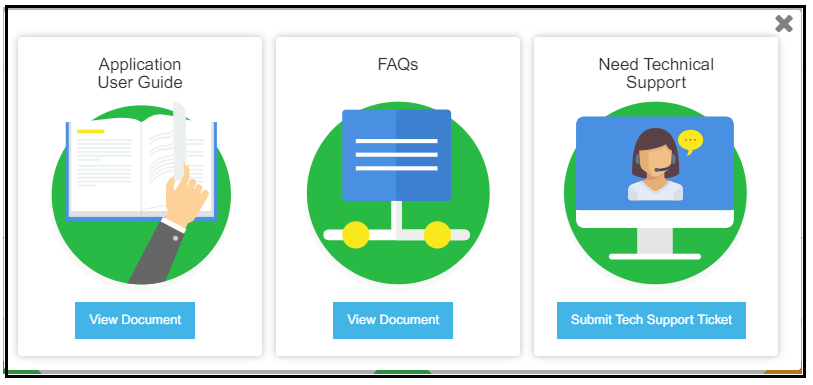 Application
User Guide
View Document
FAQs
View Document
Need Technical
Support
Submit Tech Support Ticket